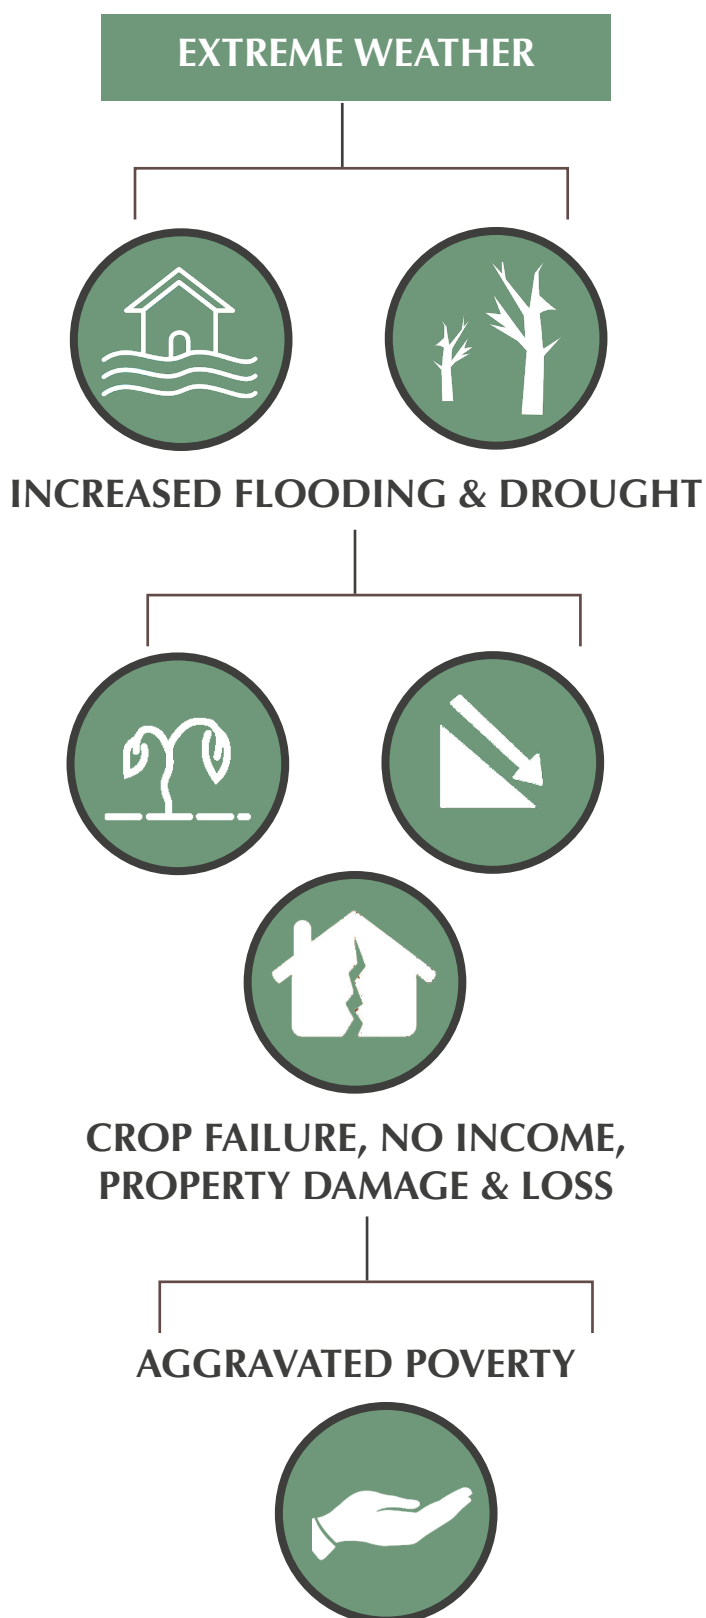 EXTREME WEATHER
INCREASED FLOODING & DROUGHT
CROP FAILURE, NO INCOME,
PROPERTY DAMAGE & LOSS
AGGRAVATED POVERTY